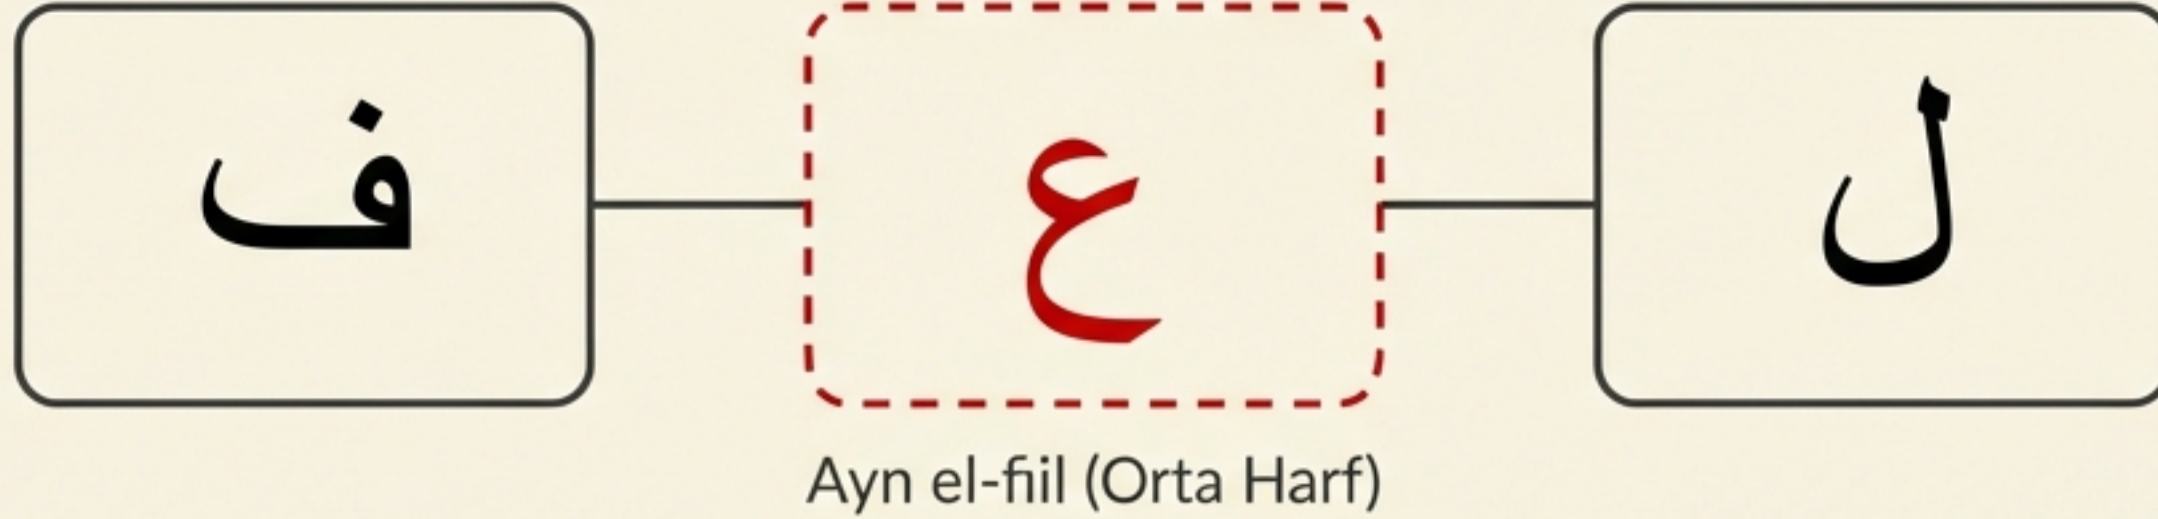 ف ع ل
Ayn el-fiil (Orta Harf)